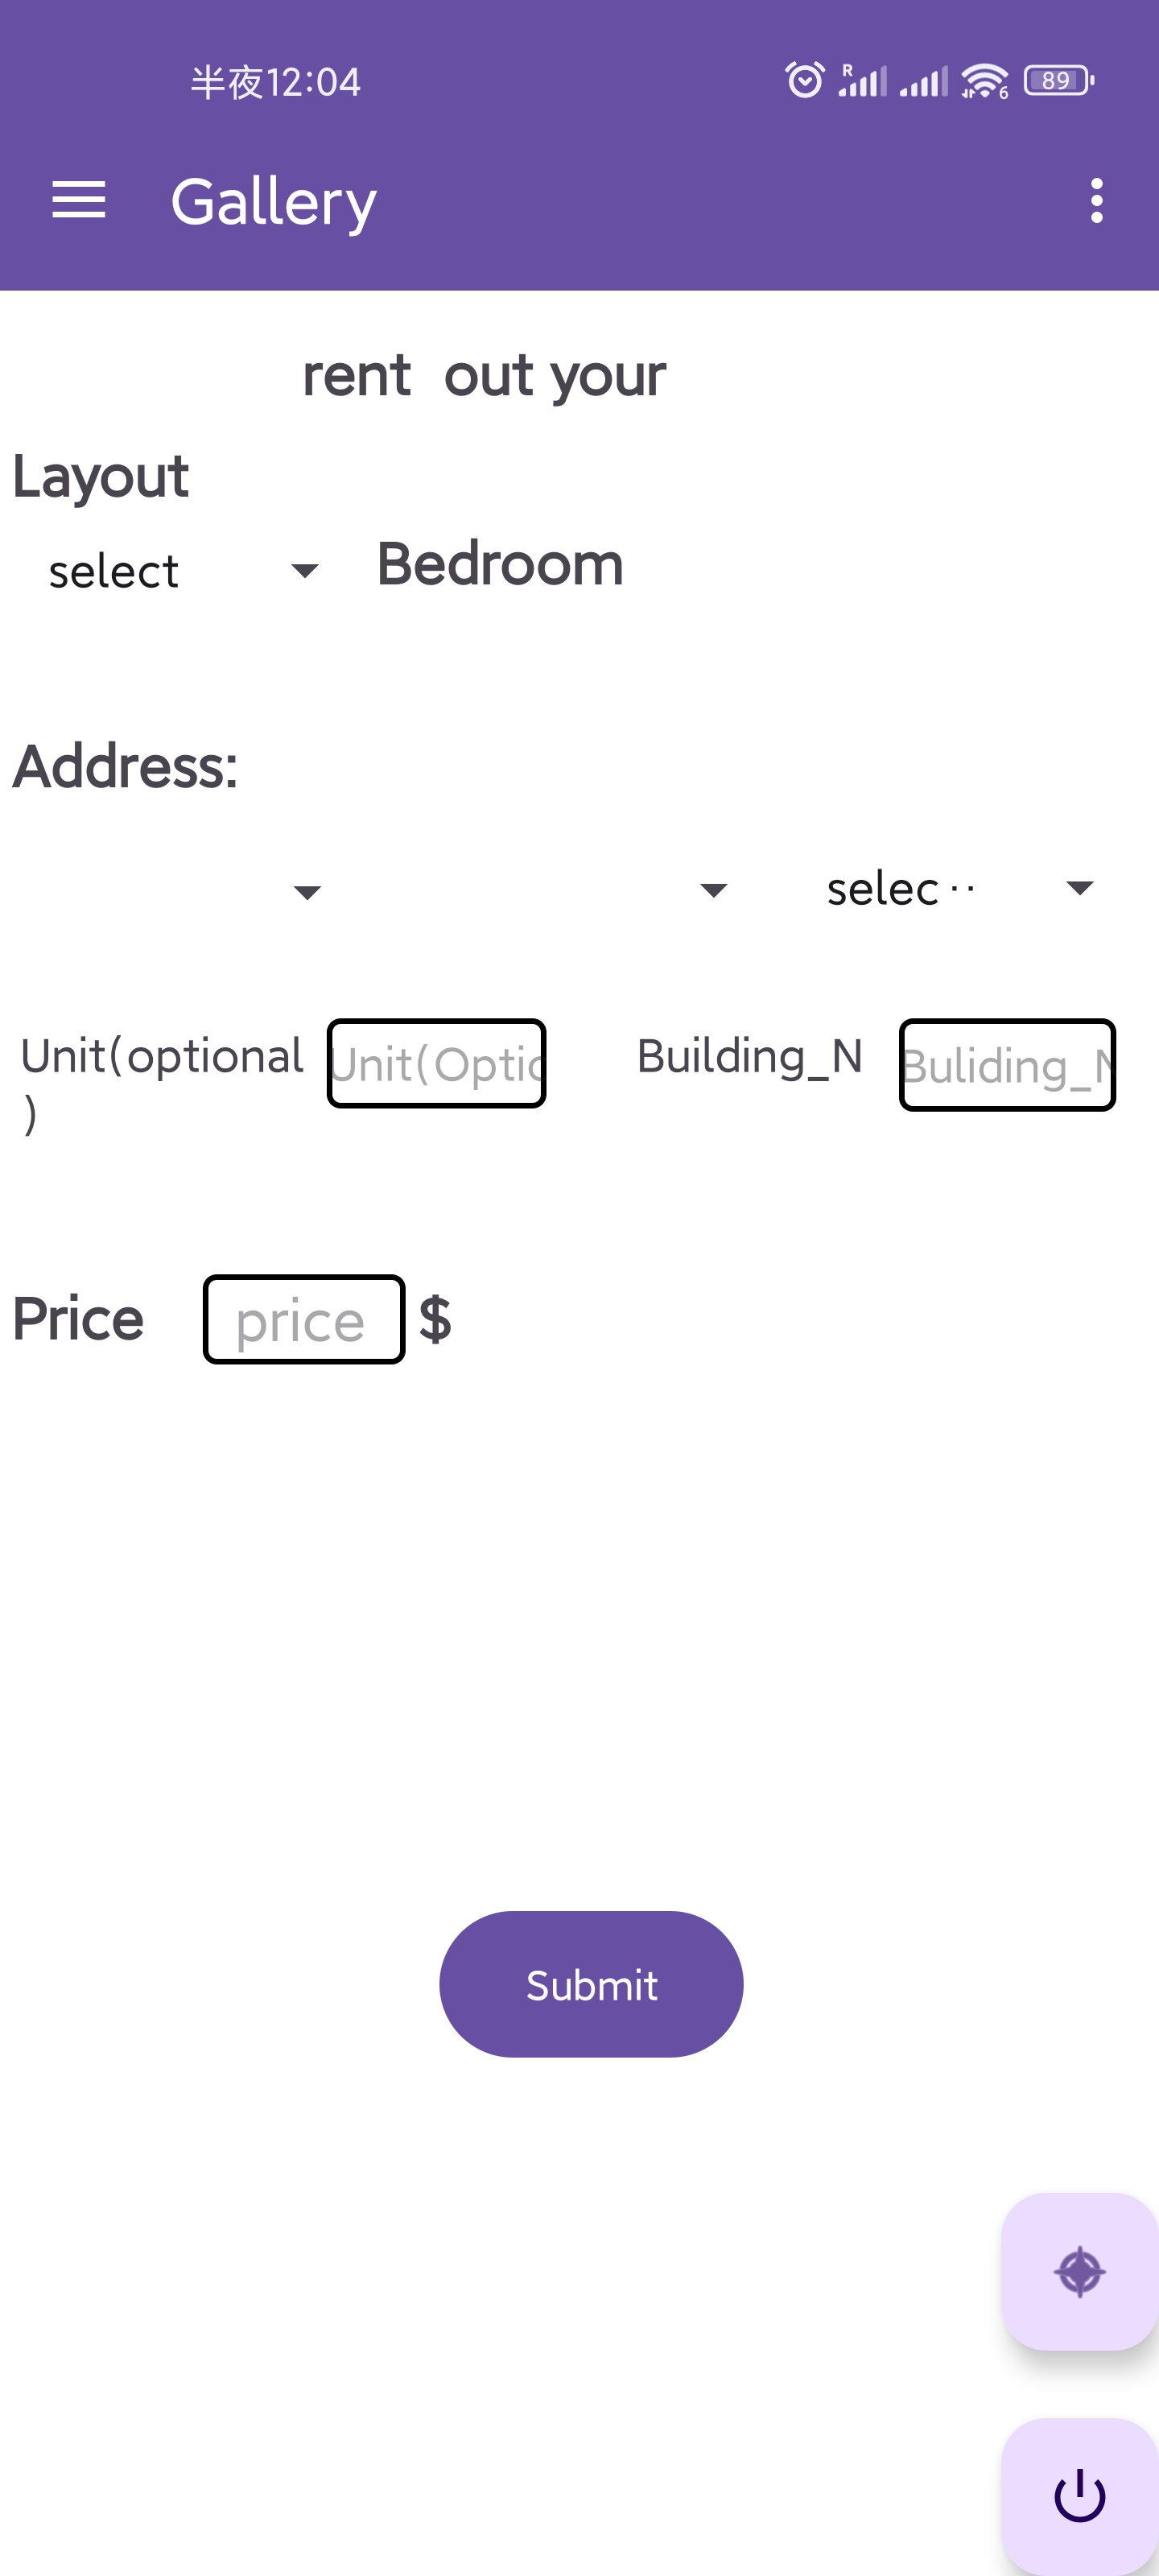 半夜12:04 R 6 89
Gallery
rent out your
Layout
select Bedroom
Address:
selec··
Unit(optional Unit(Optic Building_N Buliding_N
)
Price price $
Submit